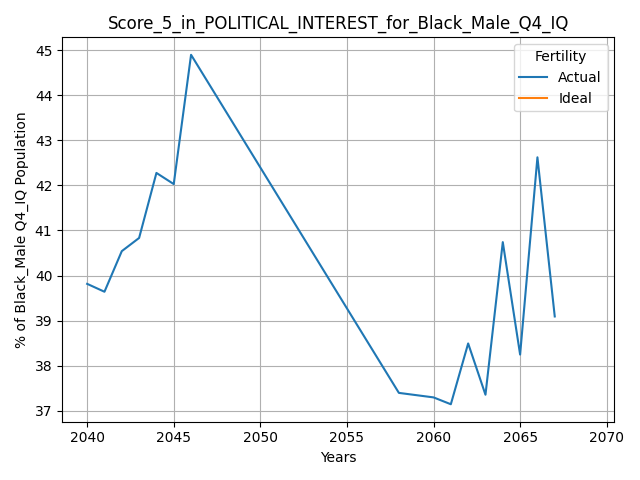 Score_5_in_POLITICAL_INTEREST_for_Black_Male_Q4_IQ
Fertility
Actual
Ideal
% of Black_Male Q4_IQ Population
45
44
43
42
41
40
39
38
37
2040 2045 2050 2055 2060 2065 2070
Years